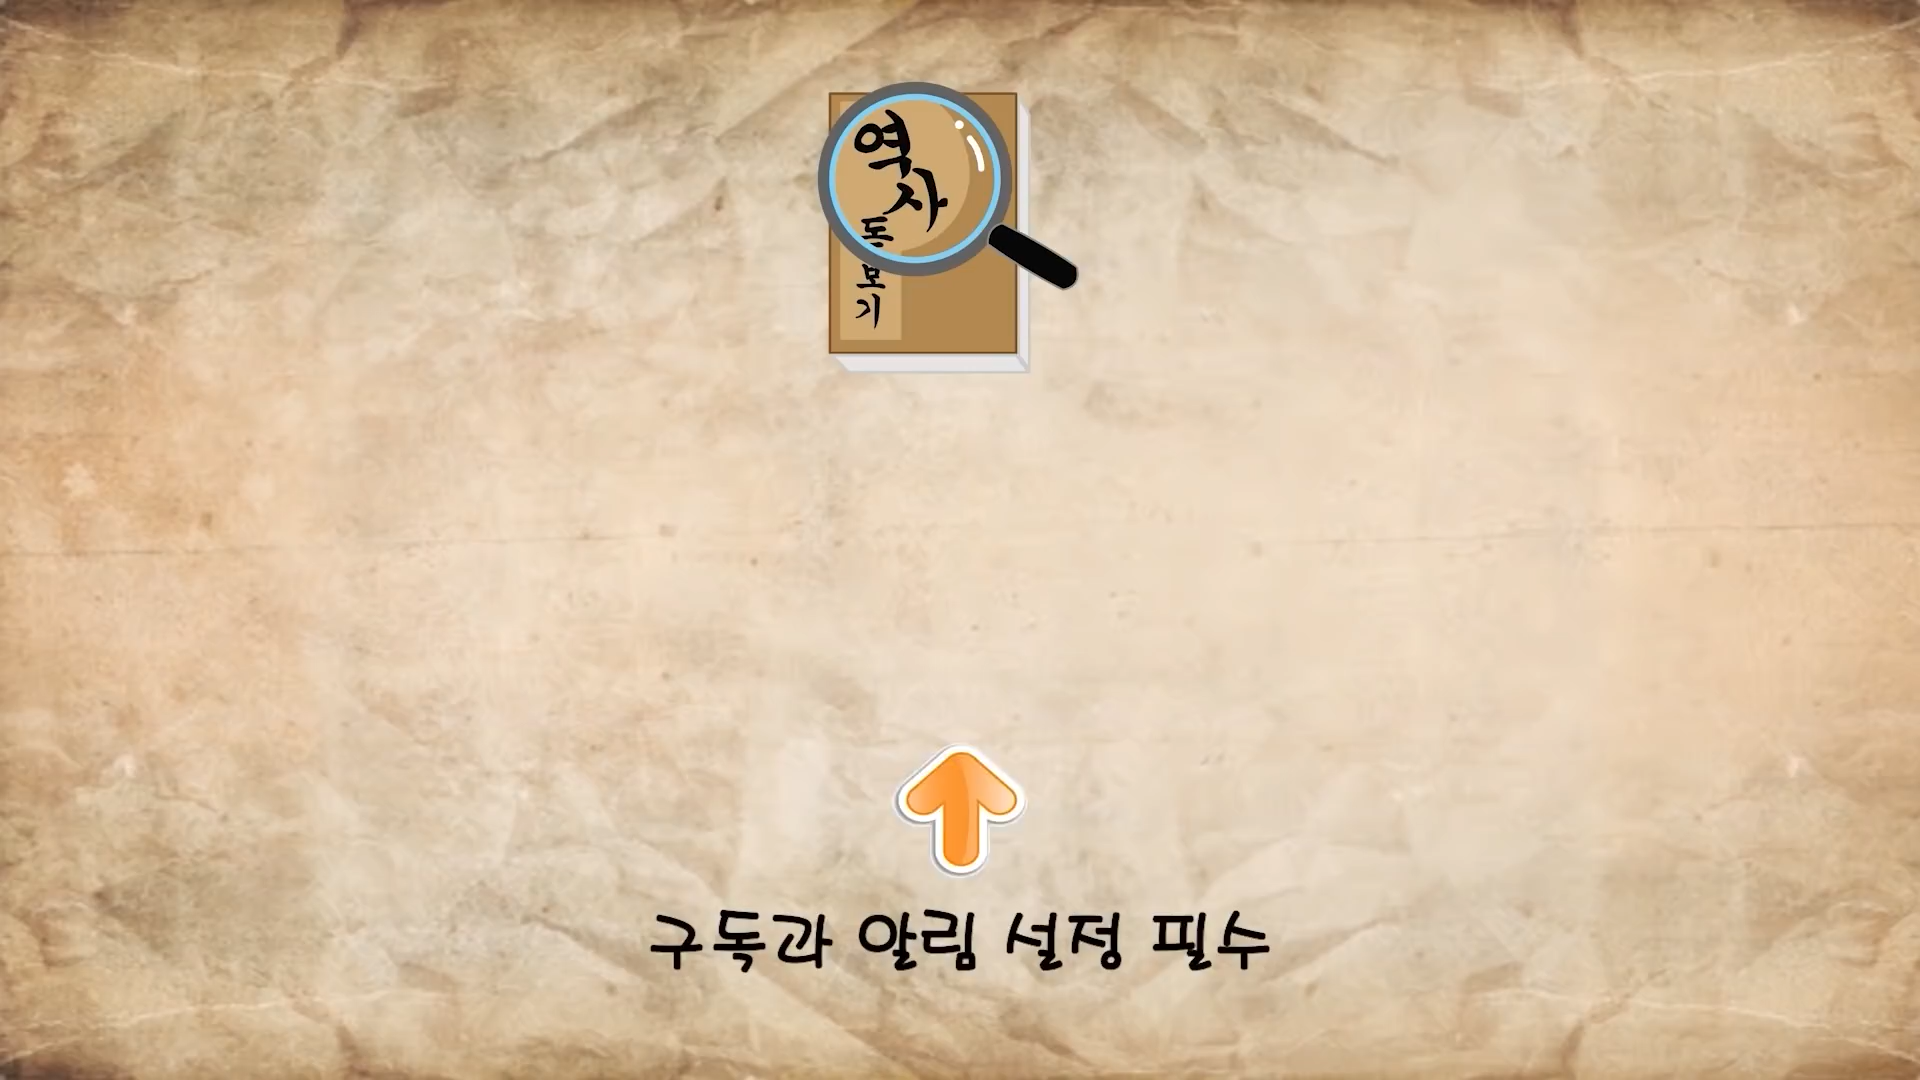 역사
돋보기
구독과 알림 설정 필수